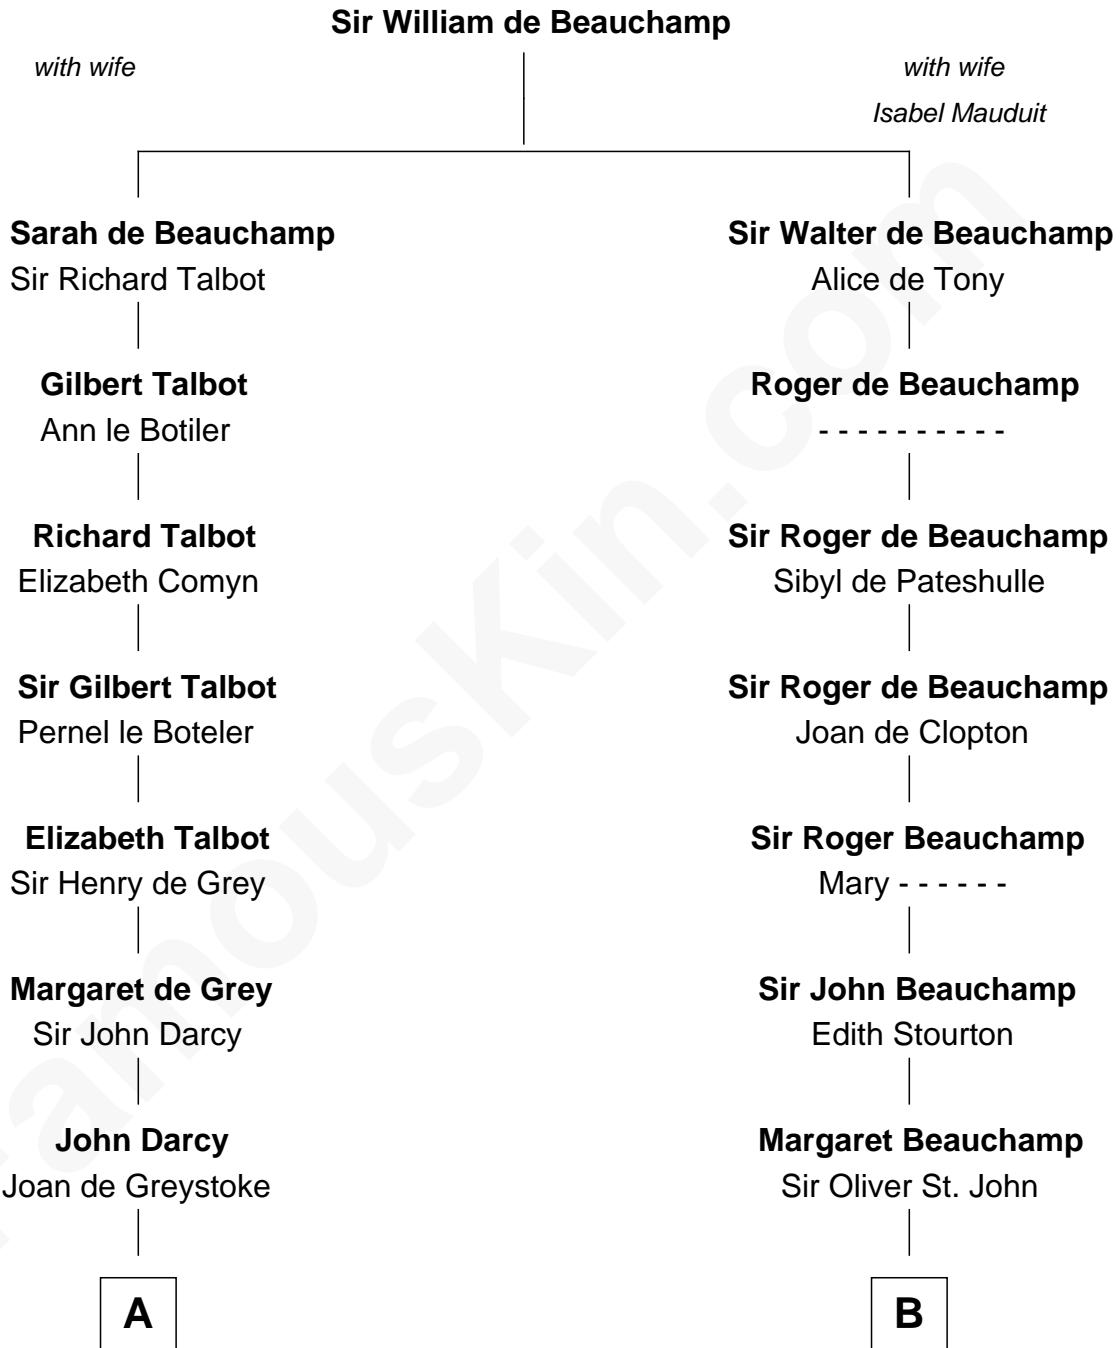 Sir William de Beauchamp
with wife
with wife
Isabel Mauduit
Sarah de Beauchamp
Sir Richard Talbot
Sir Walter de Beauchamp
Alice de Tony
Gilbert Talbot
Ann le Botiler
Roger de Beauchamp
- - - - - - - - - -
Richard Talbot
Elizabeth Comyn
Sir Roger de Beauchamp
Sibyl de Pateshulle
Sir Gilbert Talbot
Pernel le Boteler
Sir Roger de Beauchamp
Joan de Clopton
Elizabeth Talbot
Sir Henry de Grey
Sir Roger Beauchamp
Mary - - - - - -
Margaret de Grey
Sir John Darcy
Sir John Beauchamp
Edith Stourton
John Darcy
Joan de Greystoke
Margaret Beauchamp
Sir Oliver St. John
A
B
FamousKin.com